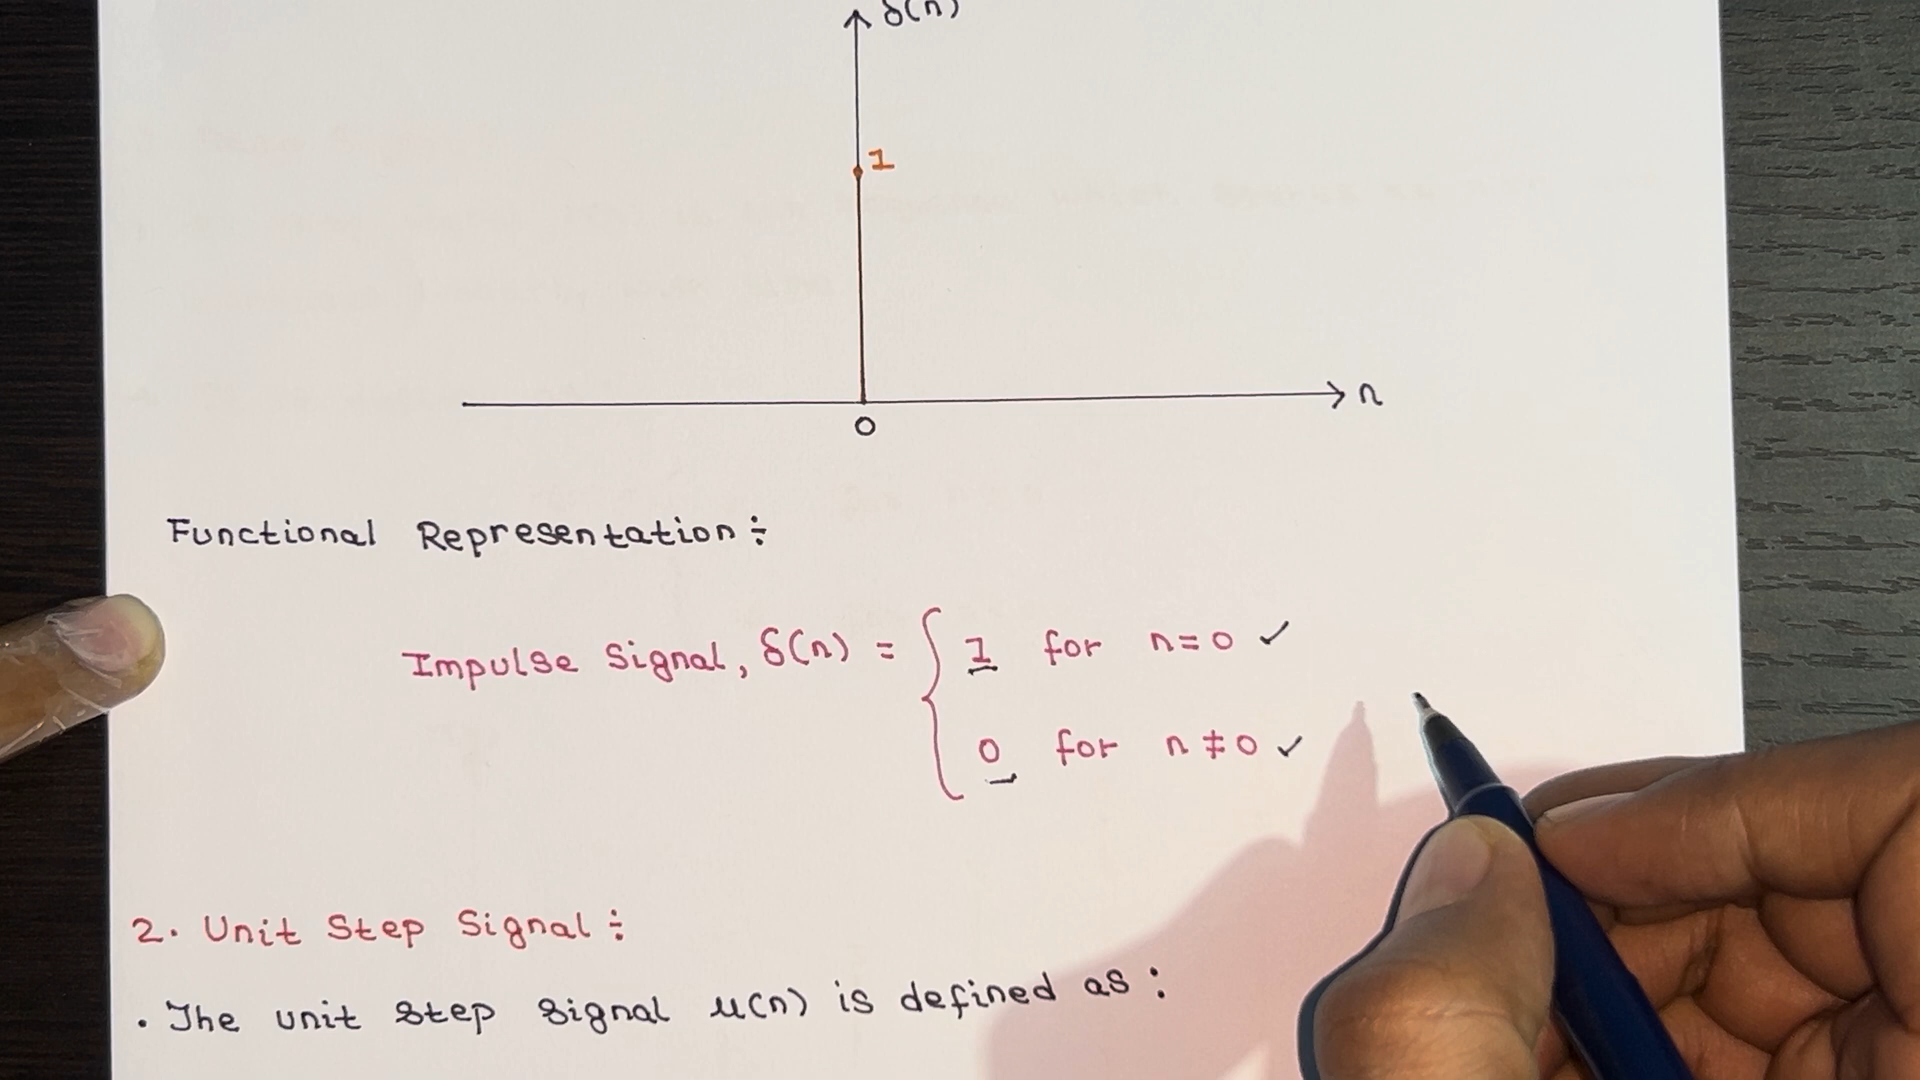 δ(n)
1
n
0
Functional Representation ÷
Impulse Signal, δ(n) = { 1 for n=0 ✓
0 for n≠0 ✓
2. Unit Step Signal ÷
• The unit step signal u(n) is defined as :